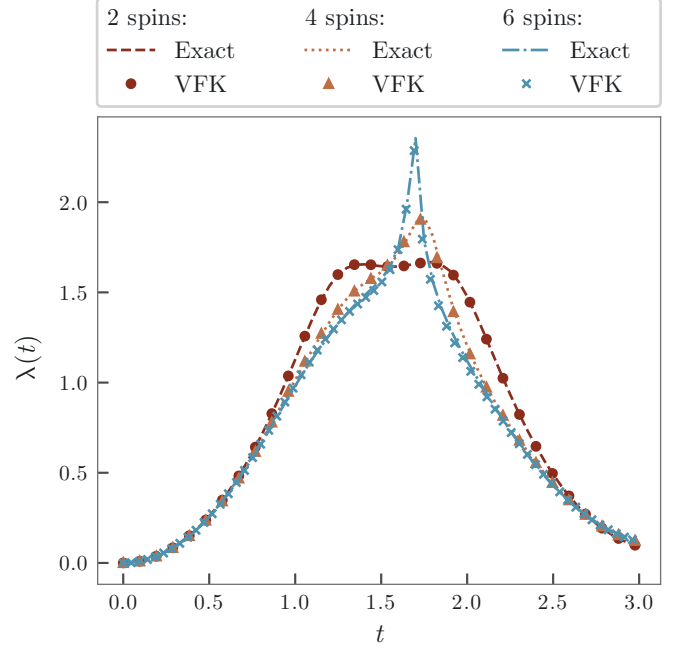 2 spins: 4 spins: 6 spins:
Exact Exact Exact
VFK VFK VFK
2.0
1.5
1.0
0.5
0.0
λ(t)
0.0 0.5 1.0 1.5 2.0 2.5 3.0
t